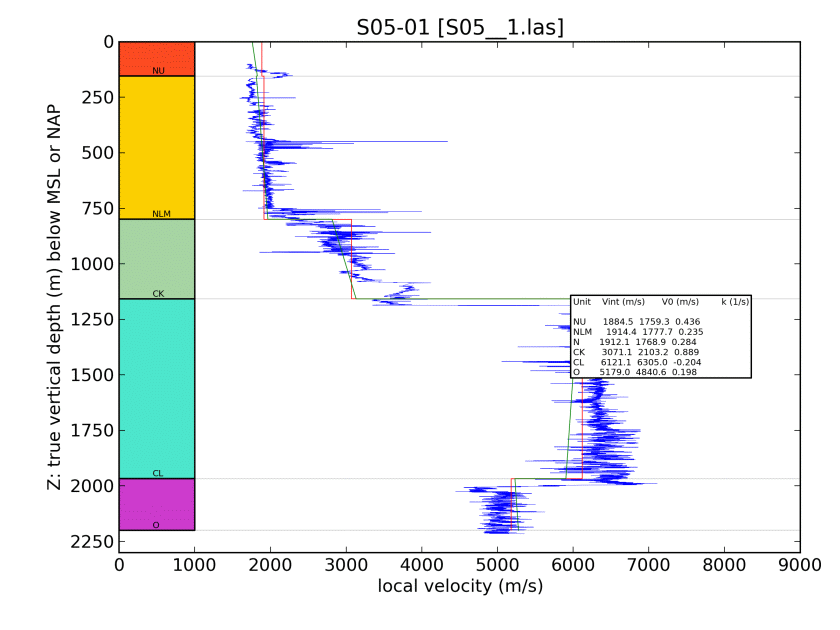 S05-01 [S05__1.las]
Z: true vertical depth (m) below MSL or NAP
0
250
500
750
1000
1250
1500
1750
2000
2250
NU
NLM
CK
CL
O
Unit Vint (m/s) V0 (m/s) k (1/s)
NU 1884.5 1759.3 0.436
NLM 1914.4 1777.7 0.235
N 1912.1 1768.9 0.284
CK 3071.1 2103.2 0.889
CL 6121.1 6305.0 -0.204
O 5179.0 4840.6 0.198
0 1000 2000 3000 4000 5000 6000 7000 8000 9000
local velocity (m/s)